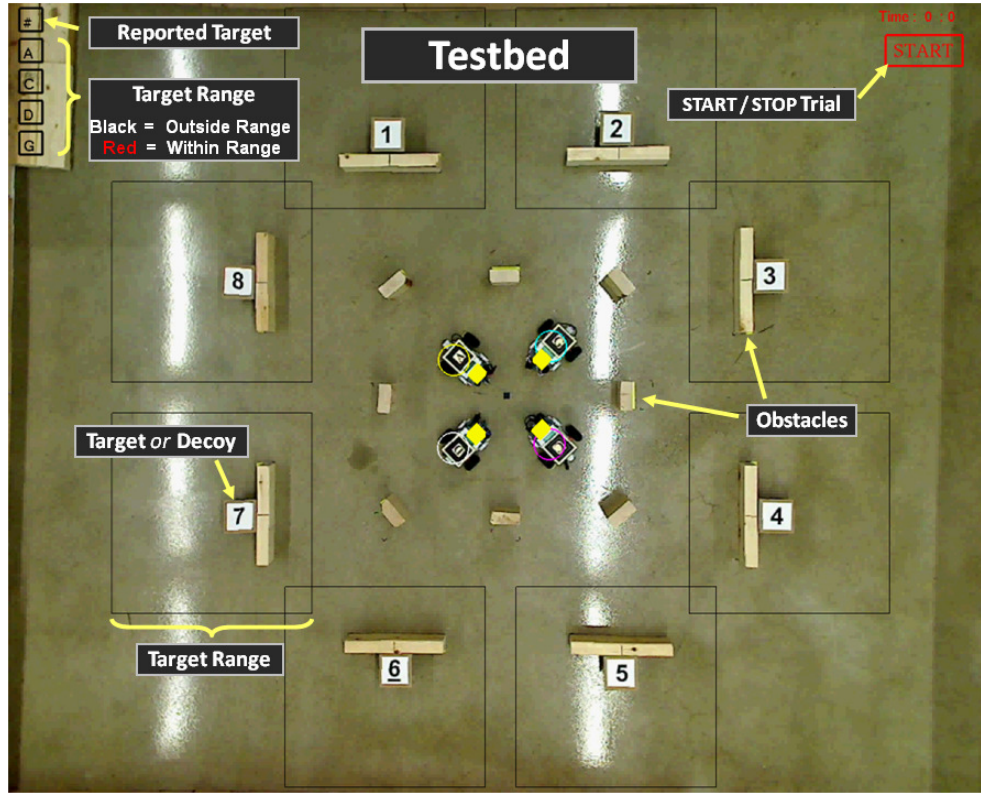 #
Reported Target
Testbed
Time : 0 : 0
START
A
C
D
G
Target Range
Black = Outside Range
Red = Within Range
START / STOP Trial
1
2
8
3
Obstacles
Target or Decoy
7
4
Target Range
6
5